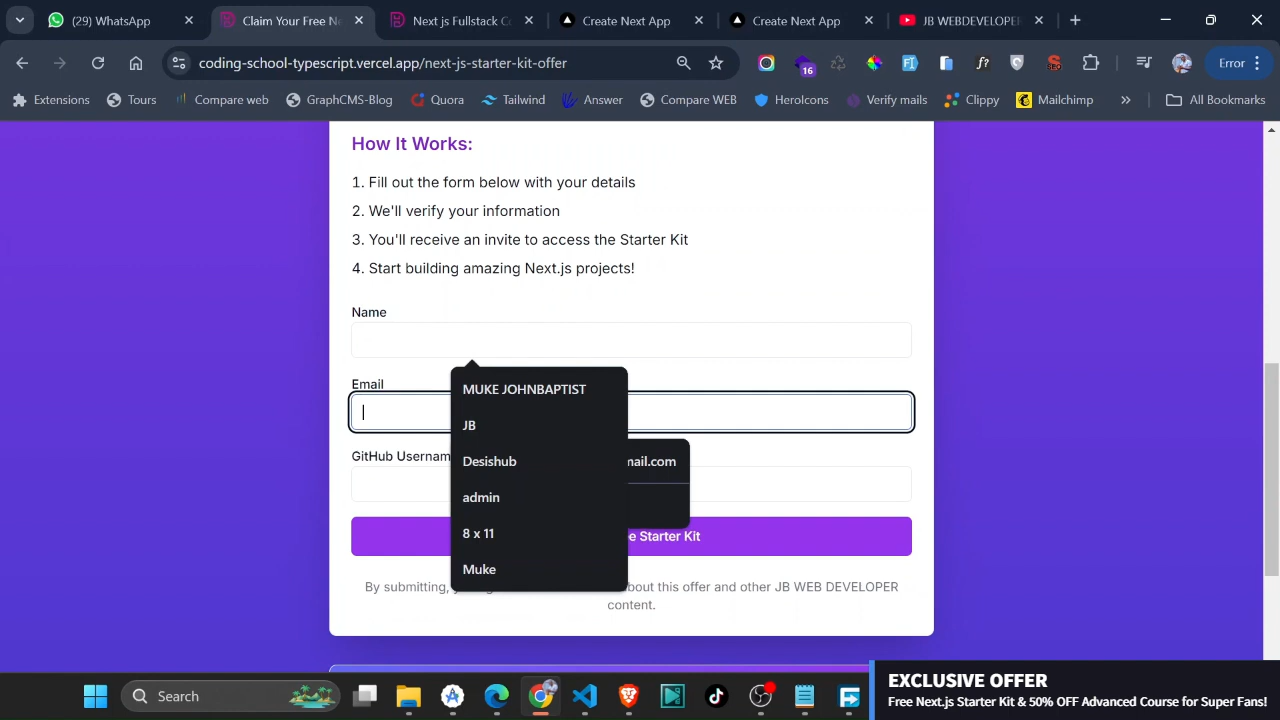 (29) WhatsApp
Claim Your Free Ne
Next js Fullstack Co
Create Next App
Create Next App
JB WEBDEVELOPER
coding-school-typescript.vercel.app/next-js-starter-kit-offer
16
SEO
Error
Extensions
Tours
Compare web
GraphCMS-Blog
Quora
Tailwind
Answer
Compare WEB
HeroIcons
Verify mails
Clippy
Mailchimp
All Bookmarks
How It Works:
1. Fill out the form below with your details
2. We'll verify your information
3. You'll receive an invite to access the Starter Kit
4. Start building amazing Next.js projects!
Name
MUKE JOHNBAPTIST
Email
JB
GitHub Usernam
Desishub
mail.com
admin
8 x 11
e Starter Kit
Muke
By submitting, y
bout this offer and other JB WEB DEVELOPER
content.
Search
EXCLUSIVE OFFER
Free Next.js Starter Kit & 50% OFF Advanced Course for Super Fans!